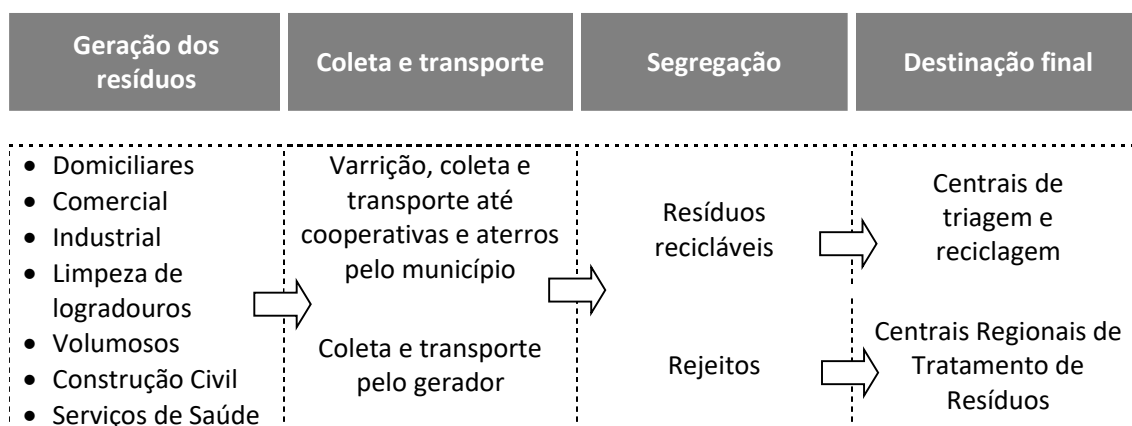 Geração dos
resíduos
Coleta e transporte
Segregação
Destinação final
• Domiciliares
• Comercial
• Industrial
• Limpeza de
logradouros
• Volumosos
• Construção Civil
• Serviços de Saúde
Varrição, coleta e
transporte até
cooperativas e aterros
pelo município
Coleta e transporte
pelo gerador
Resíduos
recicláveis
Rejeitos
Centrais de
triagem e
reciclagem
Centrais Regionais de
Tratamento de
Resíduos